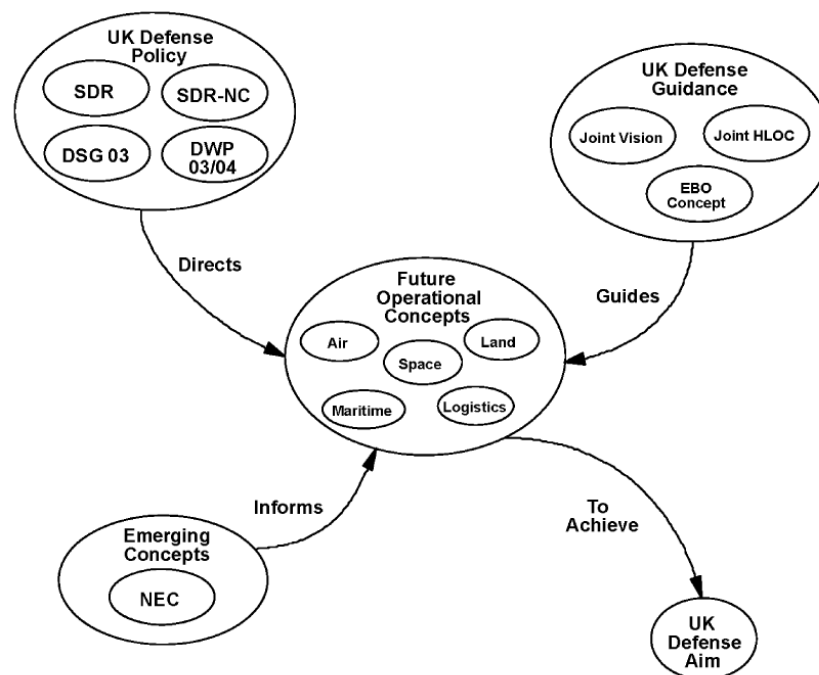 UK Defense
Policy
SDR
SDR-NC
DSG 03
DWP
03/04
UK Defense
Guidance
Joint Vision
Joint HLOC
EBO
Concept
Directs
Guides
Future
Operational
Concepts
Air
Land
Space
Maritime
Logistics
Informs
To
Achieve
Emerging
Concepts
NEC
UK
Defense
Aim